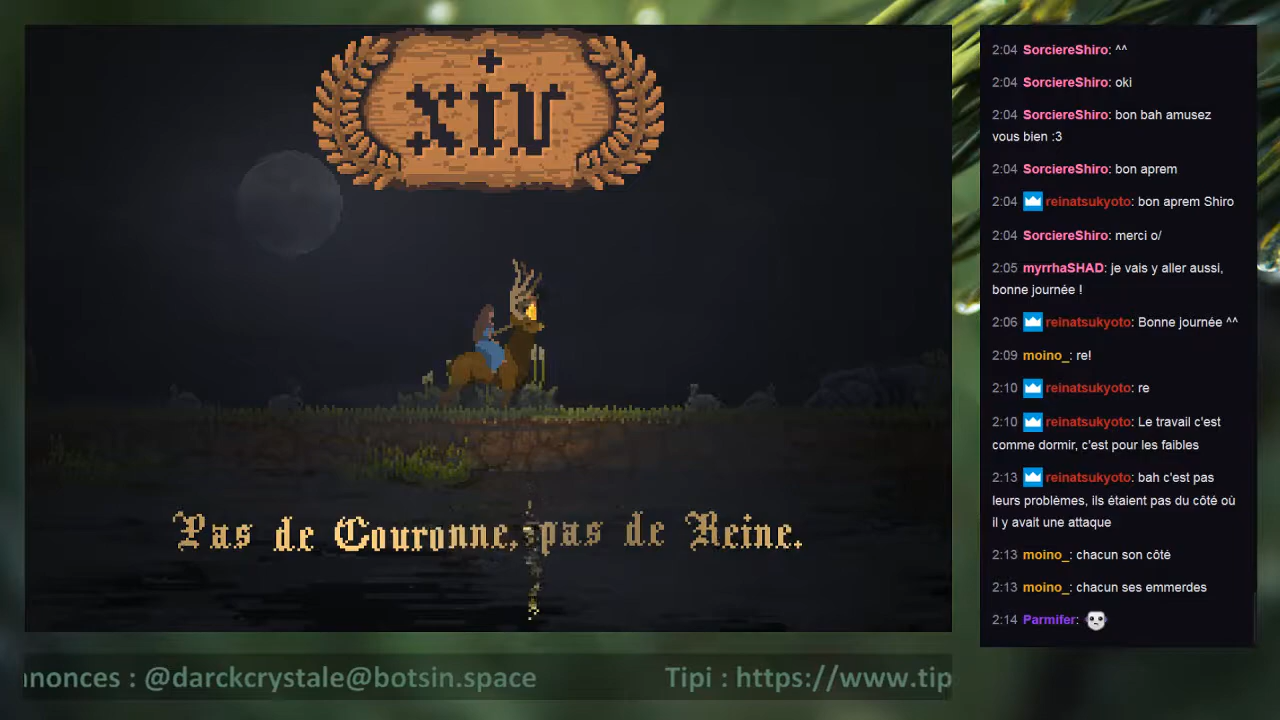 XIV
Pas de Couronne, pas de Reine.
2:04 SorciereShiro: ^^
2:04 SorciereShiro: oki
2:04 SorciereShiro: bon bah amusez
vous bien :3
2:04 SorciereShiro: bon aprem
2:04 reinatsukyoto: bon aprem Shiro
2:04 SorciereShiro: merci o/
2:05 myrrhaSHAD: je vais y aller aussi,
bonne journée !
2:06 reinatsukyoto: Bonne journée ^^
2:09 moino_: re!
2:10 reinatsukyoto: re
2:10 reinatsukyoto: Le travail c'est
comme dormir, c'est pour les faibles
2:13 reinatsukyoto: bah c'est pas
leurs problèmes, ils étaient pas du côté où
il y avait une attaque
2:13 moino_: chacun son côté
2:13 moino_: chacun ses emmerdes
2:14 Parmifer:
nnonces : @darckcrystale@botsin.space Tipi : https://www.tip